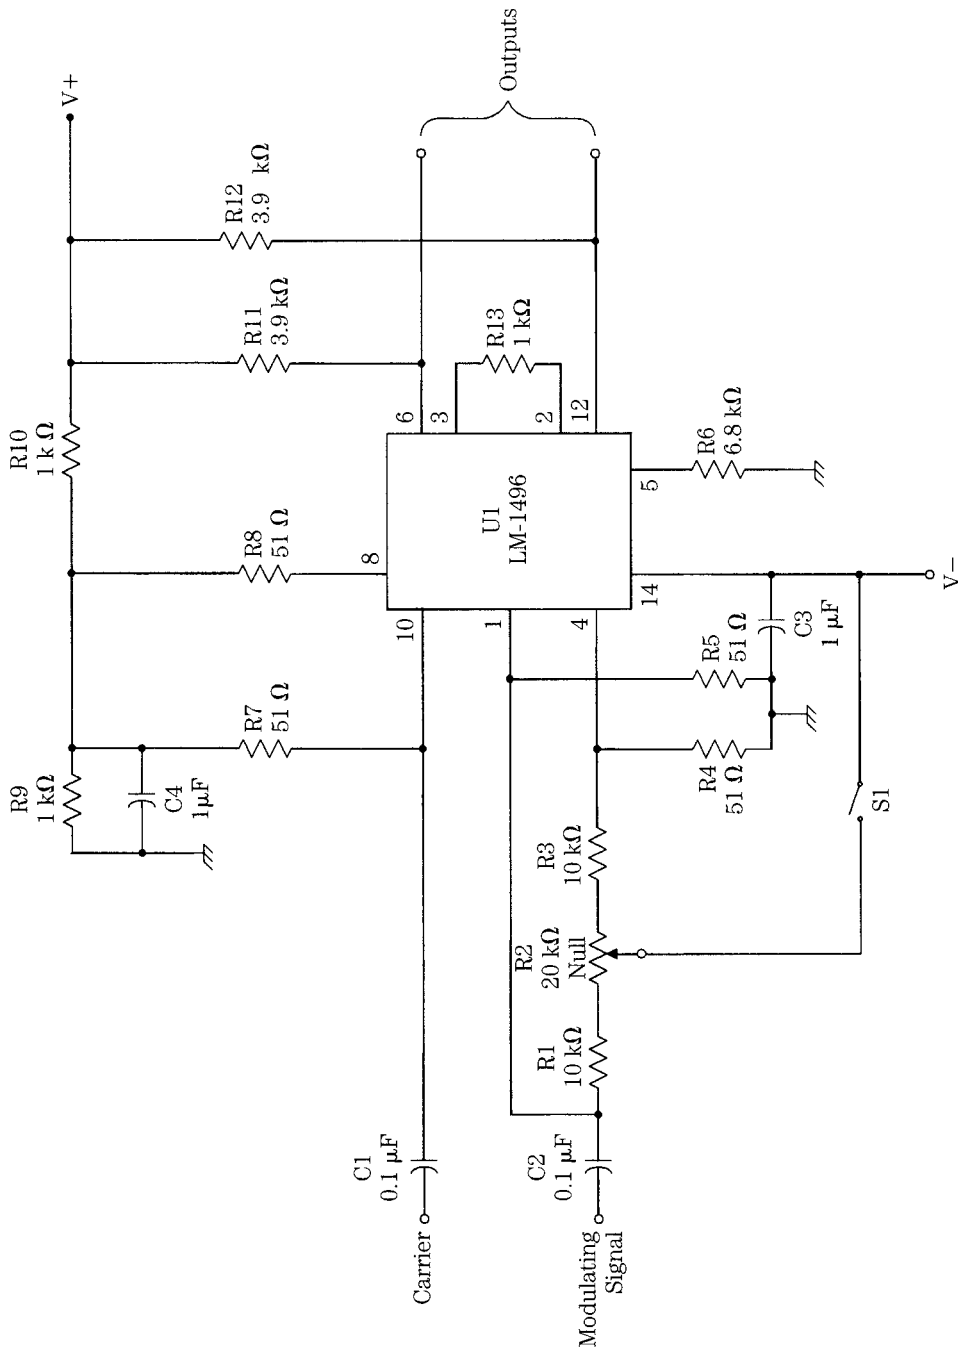 V+
R12
3.9 kΩ
Outputs
R11
3.9 kΩ
R10
1 kΩ
R13
1 kΩ
6
3
2
12
R8
51 Ω
8
U1
LM-1496
5
R6
6.8 kΩ
10
1
4
14
V−
R9
1 kΩ
C4
1µF
R7
51 Ω
R5
51 Ω
C3
1 µF
R4
51 Ω
S1
R3
10 kΩ
R2
20 kΩ
Null
R1
10 kΩ
C1
0.1 µF
C2
0.1 µF
Carrier
Modulating
Signal